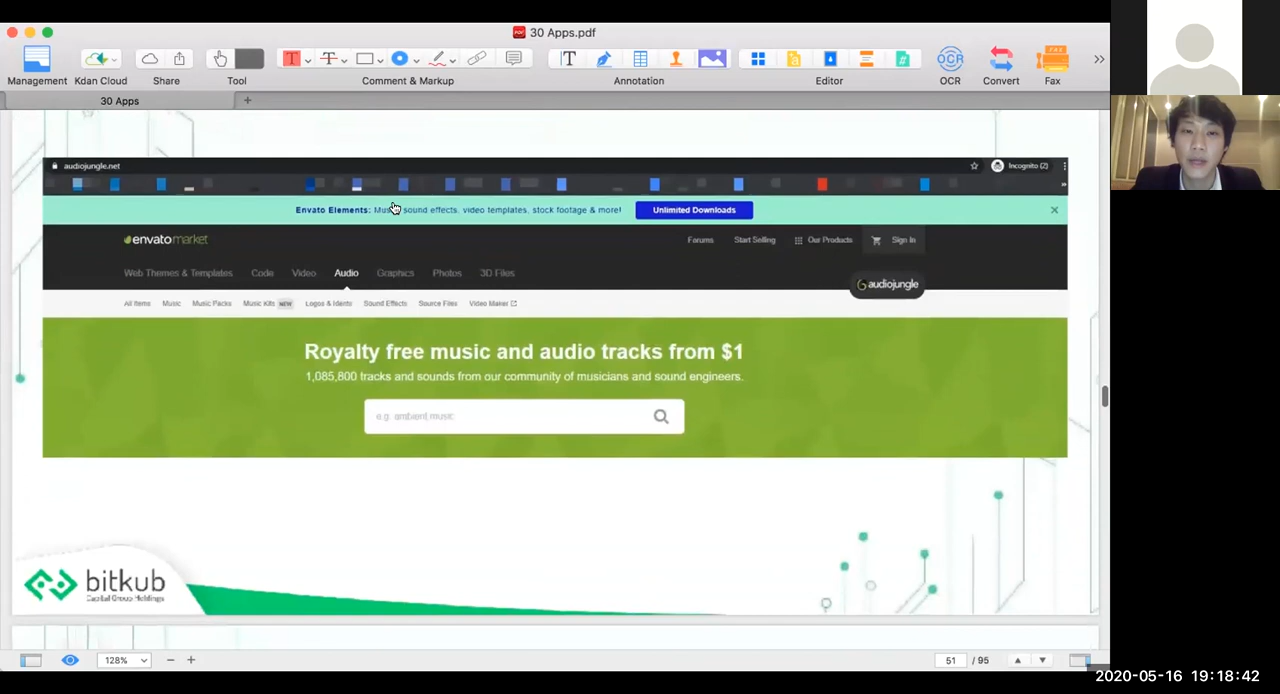 30 Apps.pdf
Management
Kdan Cloud
Share
Tool
Comment & Markup
Annotation
Editor
OCR
Convert
Fax
30 Apps
audiojungle.net
Incognito (2)
Envato Elements: Music, sound effects, video templates, stock footage & more!
Unlimited Downloads
envatomarket
Forums
Start Selling
Our Products
Sign In
Web Themes & Templates
Code
Video
Audio
Graphics
Photos
3D Files
audiojungle
All Items
Music
Music Packs
Music Kits NEW
Logos & Idents
Sound Effects
Source Files
Video Maker
Royalty free music and audio tracks from $1
1,085,800 tracks and sounds from our community of musicians and sound engineers.
e.g. ambient music
bitkub
Capital Group Holdings
128%
51 / 95
2020-05-16 19:18:42